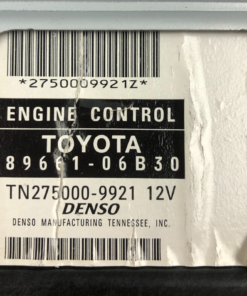 *2750009921Z*
ENGINE CONTROL
TOYOTA
89661-06B30
TN275000-9921 12V
DENSO
DENSO MANUFACTURING TENNESSEE, INC.